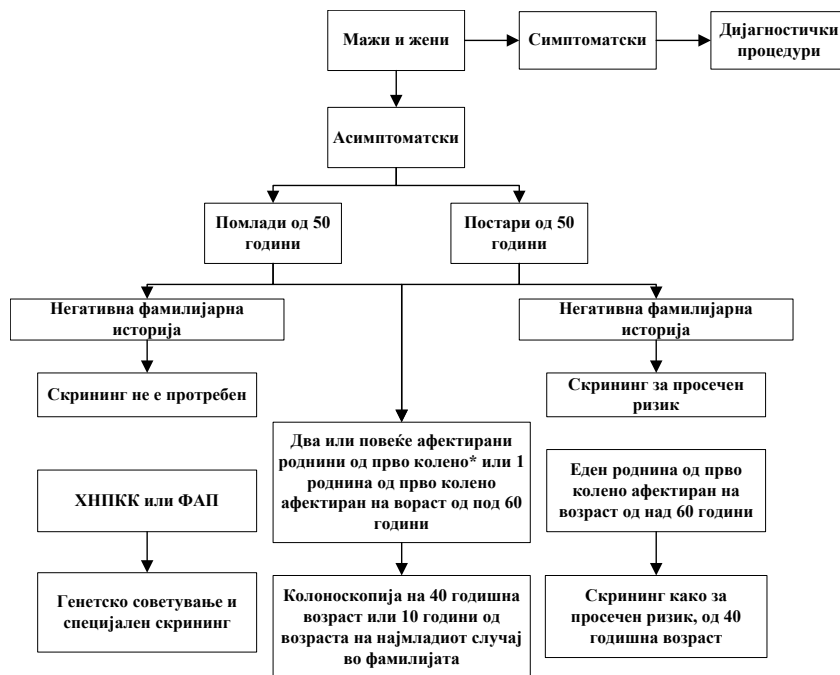 Мажи и жени
Симптоматски
Дијагностички
процедури
Асимптоматски
Помлади од 50
години
Постари од 50
години
Негативна фамилијарна
историја
Негативна фамилијарна
историја
Скрининг не е протребен
Скрининг за просечен
ризик
Два или повеќе афектирани
роднини од прво колено* или 1
роднина од прво колено
афектиран на вораст од под 60
години
Еден роднина од прво
колено афектиран на
возраст од над 60 години
ХНПКК или ФАП
Генетско советување и
специјален скрининг
Колоноскопија на 40 годишна
возраст или 10 години од
возраста на најмладиот случај
во фамилијата
Скрининг како за
просечен ризик, од 40
годишна возраст